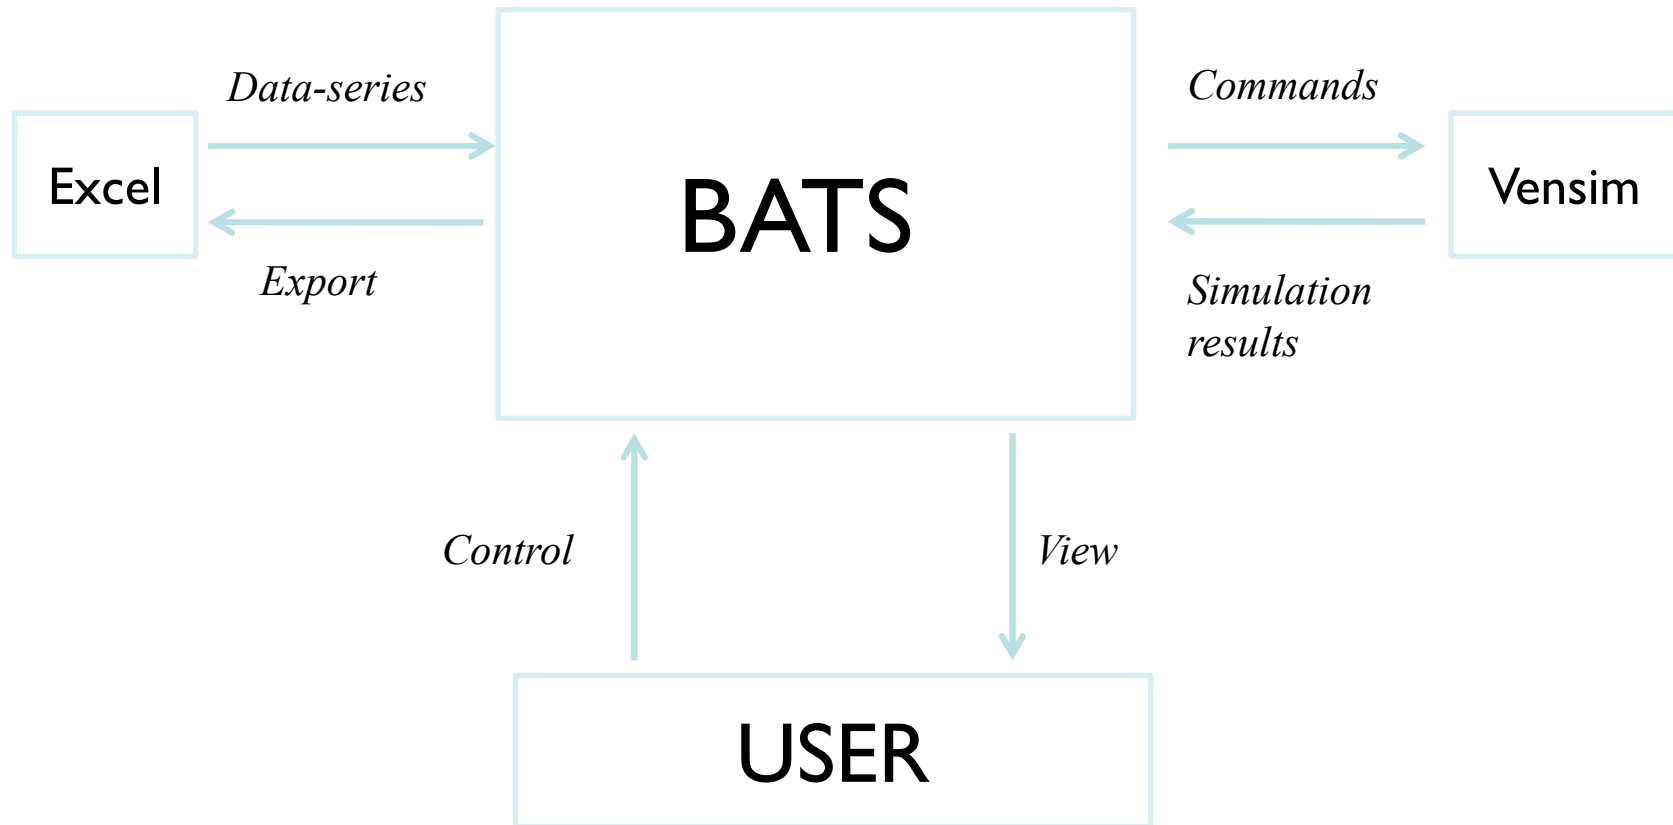 Data-series
Commands
Excel
BATS
Vensim
Export
Simulation
results
Control
View
USER